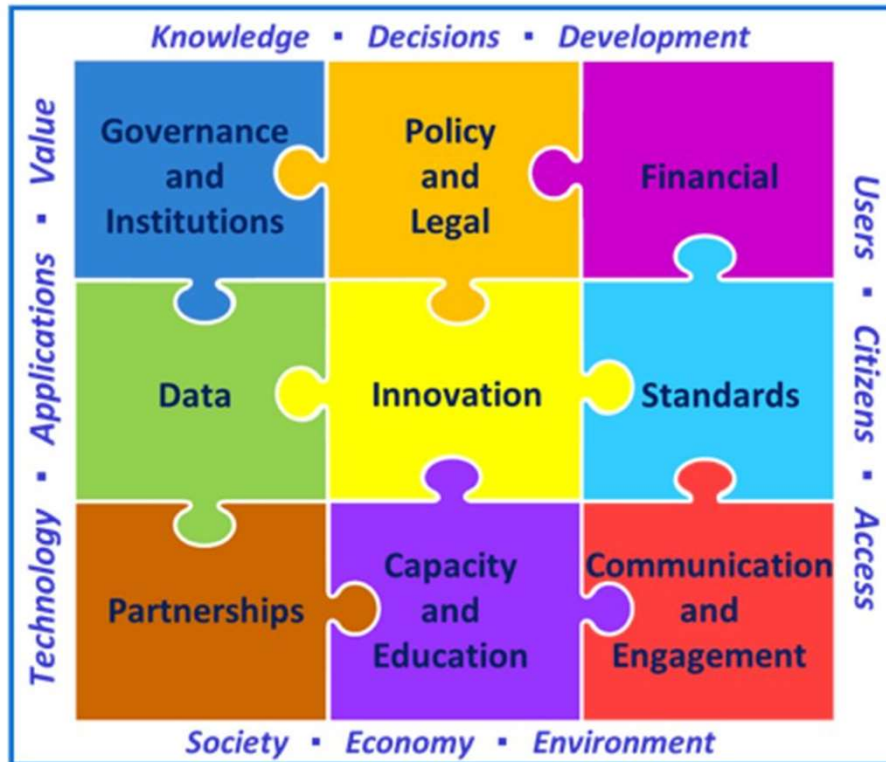 Knowledge ▪ Decisions ▪ Development
Technology ▪ Applications ▪ Value
Governance
and
Institutions
Policy
and
Legal
Financial
Users ▪ Citizens ▪ Access
Data
Innovation
Standards
Partnerships
Capacity
and
Education
Communication
and
Engagement
Society ▪ Economy ▪ Environment